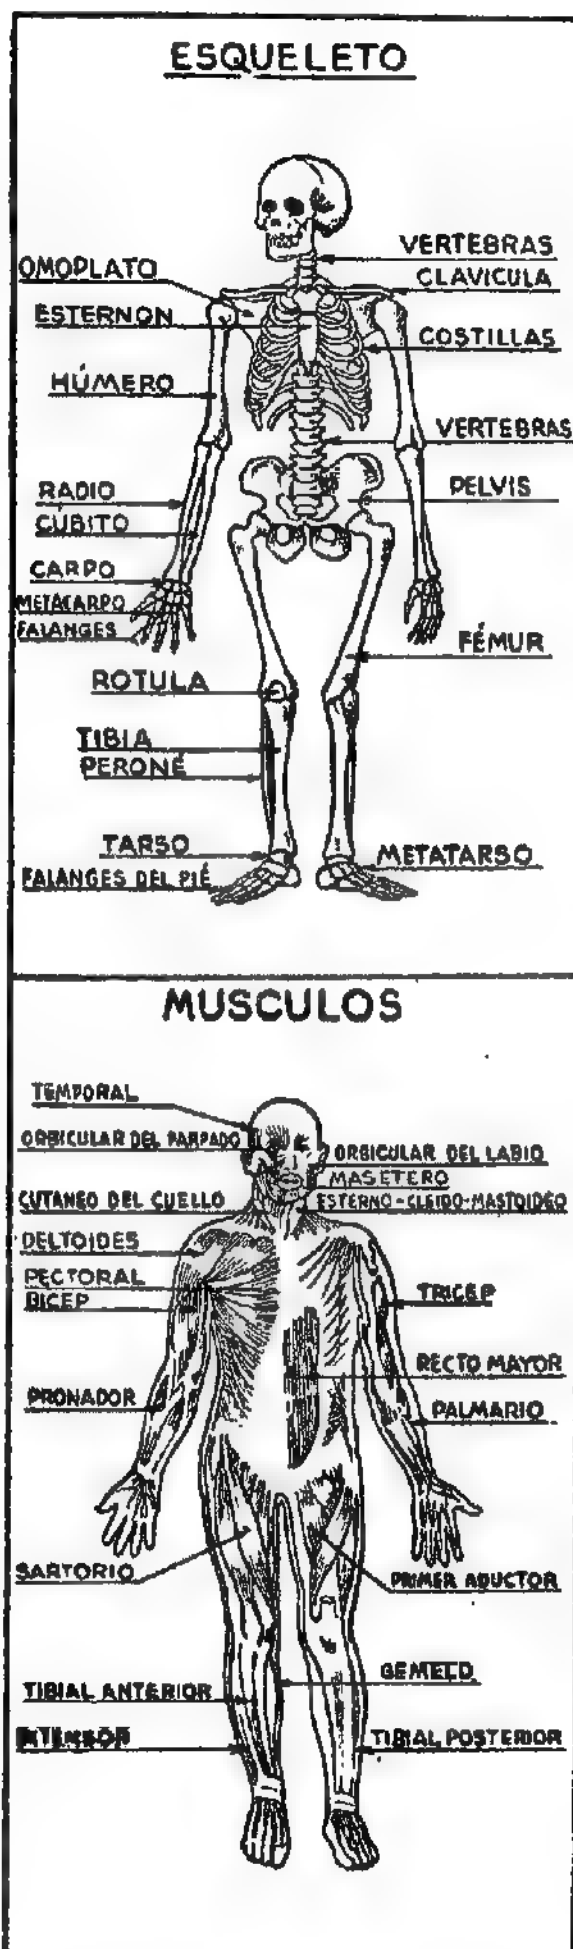 ESQUELETO
VERTEBRAS
OMOPLATO
CLAVICULA
ESTERNON
COSTILLAS
HÚMERO
VERTEBRAS
RADIO
PELVIS
CÚBITO
CARPO
METACARPO
FALANGES
FÉMUR
ROTULA
TIBIA
PERONÉ
TARSO
METATARSO
FALANGES DEL PIÉ
MUSCULOS
TEMPORAL
ORBICULAR DEL PARPADO
ORBICULAR DEL LABIO
MASETERO
CUTANEO DEL CUELLO
ESTERNO-CLEIDO-MASTOIDEO
DELTOIDES
PECTORAL
BICEP
TRICEP
RECTO MAYOR
PRONADOR
PALMARIO
SARTORIO
PRIMER ADUCTOR
GEMELO
TIBIAL ANTERIOR
EXTENSOR
TIBIAL POSTERIOR